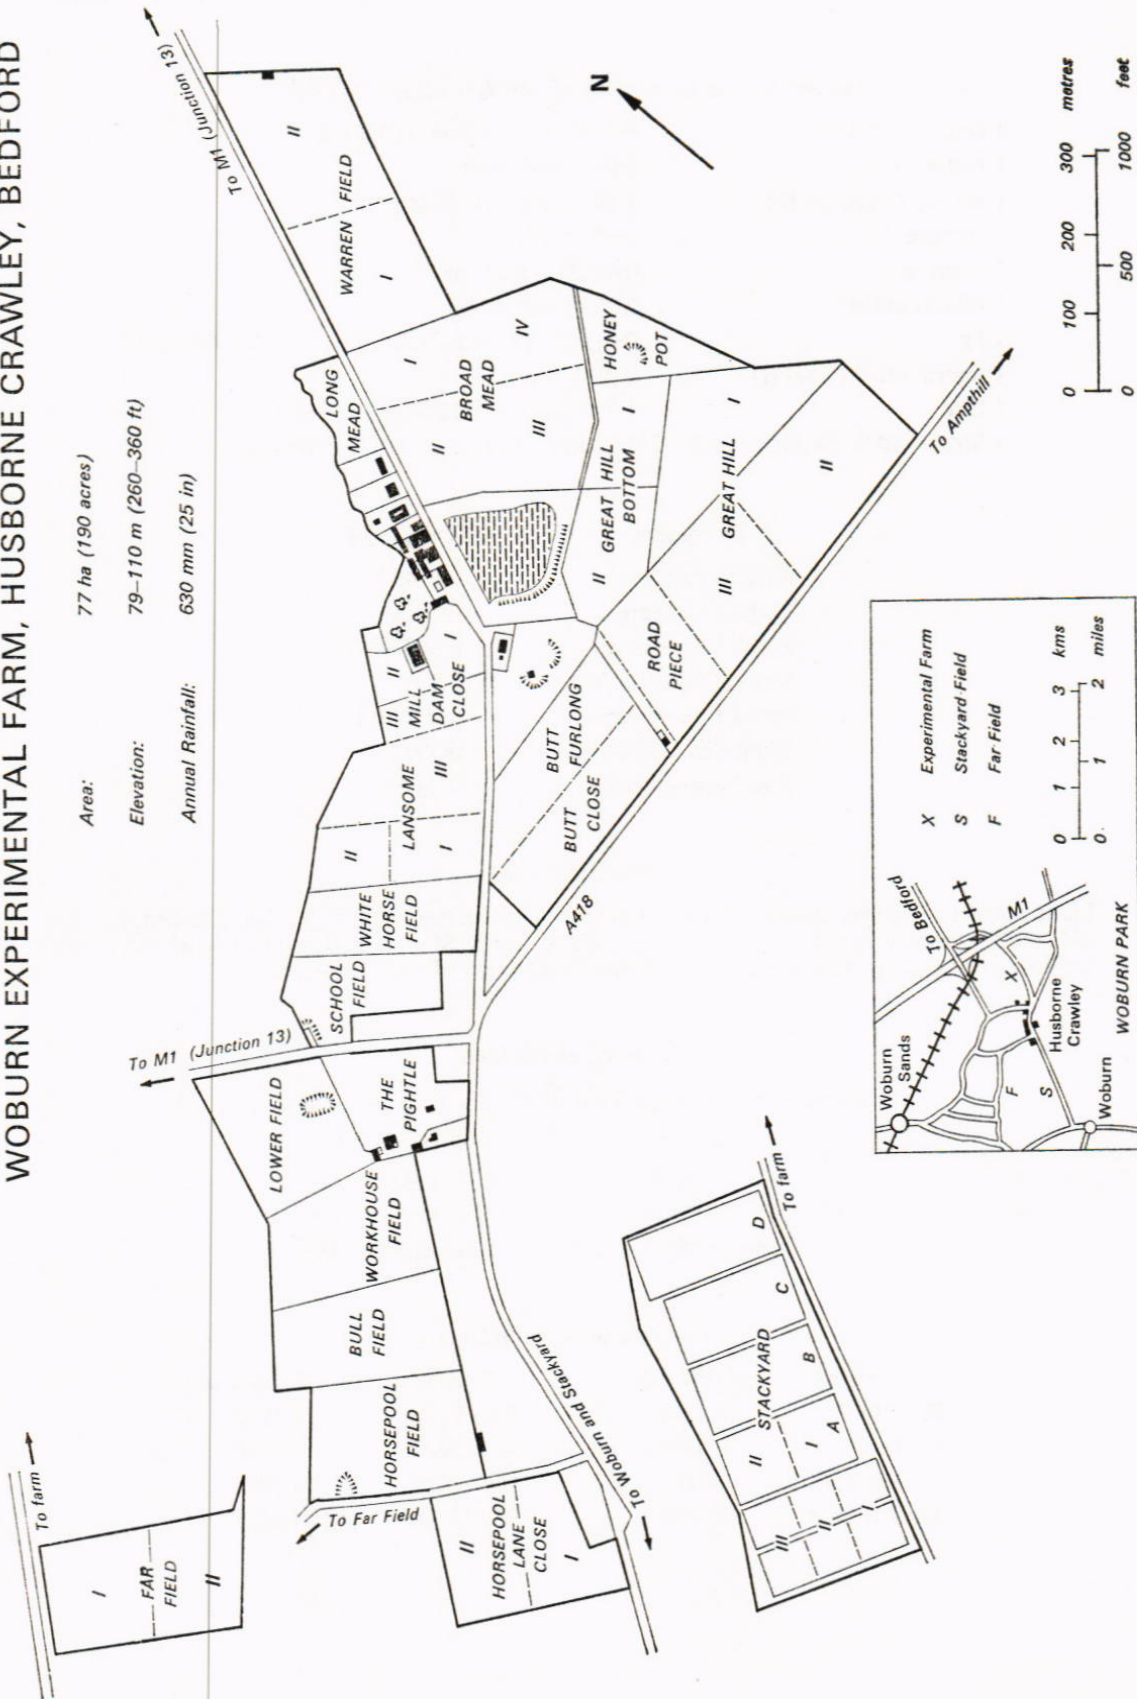 WOBURN EXPERIMENTAL FARM, HUSBORNE CRAWLEY, BEDFORD
Area: 77 ha (190 acres)
Elevation: 79–110 m (260–360 ft)
Annual Rainfall: 630 mm (25 in)
To farm
I
FAR
FIELD
II
To Far Field
HORSEPOOL
FIELD
II
HORSEPOOL
LANE
CLOSE
I
To Woburn and Stackyard
BULL
FIELD
WORKHOUSE
FIELD
LOWER FIELD
THE
PIGHTLE
To M1 (Junction 13)
SCHOOL
FIELD
WHITE
HORSE
FIELD
II
LANSOME
I
III
III
II
MILL
DAM
CLOSE
I
LONG
MEAD
To M1 (Junction 13)
II
WARREN FIELD
I
I
BROAD
MEAD
IV
II
III
HONEY
POT
I
GREAT HILL
BOTTOM
II
I
GREAT HILL
II
III
ROAD
PIECE
BUTT
FURLONG
BUTT
CLOSE
A418
To Ampthill
N
STACKYARD
D
C
B
A
II
I
III
II
I
To farm
0 100 200 300 metres
0 500 1000 feet
X Experimental Farm
S Stackyard Field
F Far Field
0 1 2 3 kms
0 1 2 miles
Woburn
Sands
To Bedford
M1
X
F
S
Husborne
Crawley
Woburn
WOBURN PARK